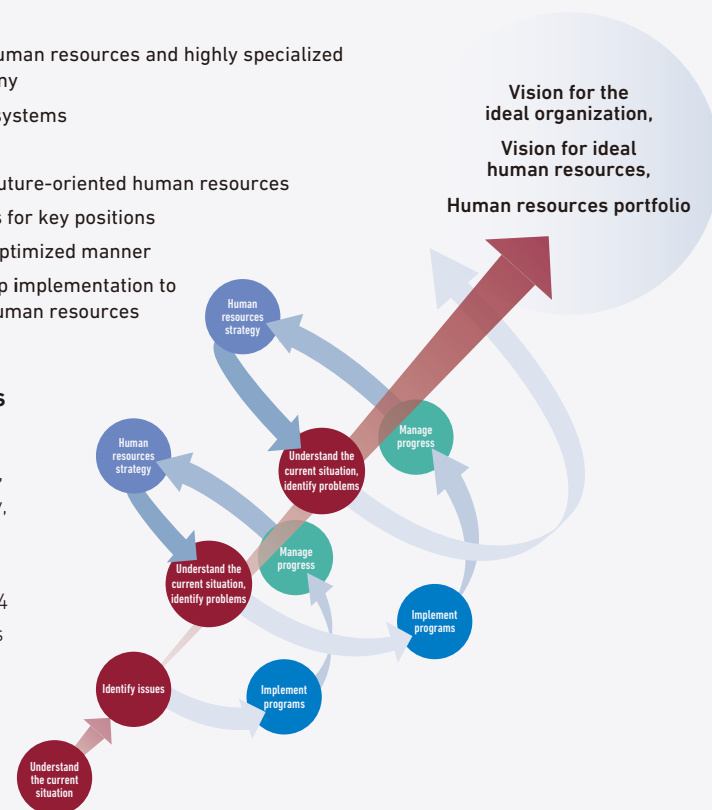 uman resources and highly specialized
ny
systems
uture-oriented human resources
s for key positions
ptimized manner
p implementation to
uman resources
s
,
y,
4
s
Vision for the
ideal organization,
Vision for ideal
human resources,
Human resources portfolio
Human
resources
strategy
Manage
progress
Understand the
current situation,
identify problems
Human
resources
strategy
Manage
progress
Understand the
current situation,
identify problems
Implement
programs
Identify issues
Implement
programs
Understand
the current
situation